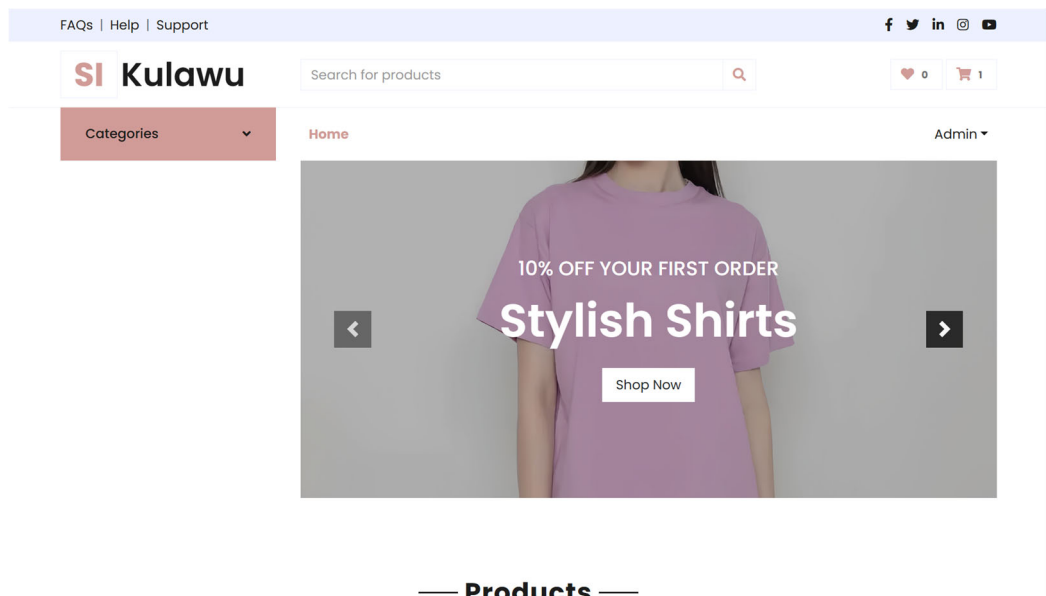 FAQs | Help | Support
SI Kulawu
Search for products
0
1
Categories
Home
Admin
10% OFF YOUR FIRST ORDER
Stylish Shirts
Shop Now
Products